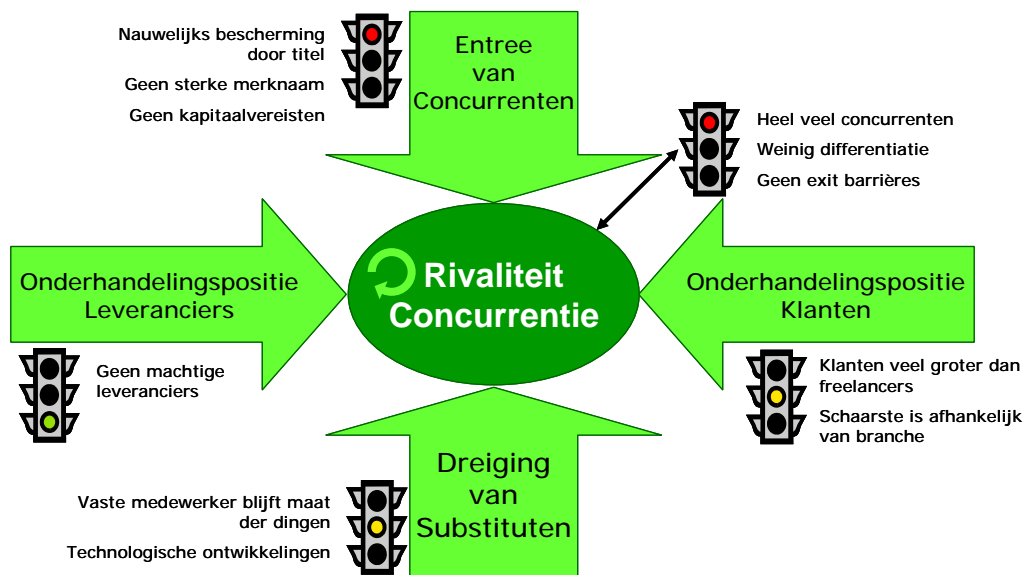 Nauwelijks bescherming
door titel
Geen sterke merknaam
Geen kapitaalvereisten
Entree
van
Concurrenten
Heel veel concurrenten
Weinig differentiatie
Geen exit barrières
Onderhandelingspositie
Leveranciers
Rivaliteit
Concurrentie
Onderhandelingspositie
Klanten
Geen machtige
leveranciers
Klanten veel groter dan
freelancers
Schaarste is afhankelijk
van branche
Dreiging
van
Substituten
Vaste medewerker blijft maat
der dingen
Technologische ontwikkelingen